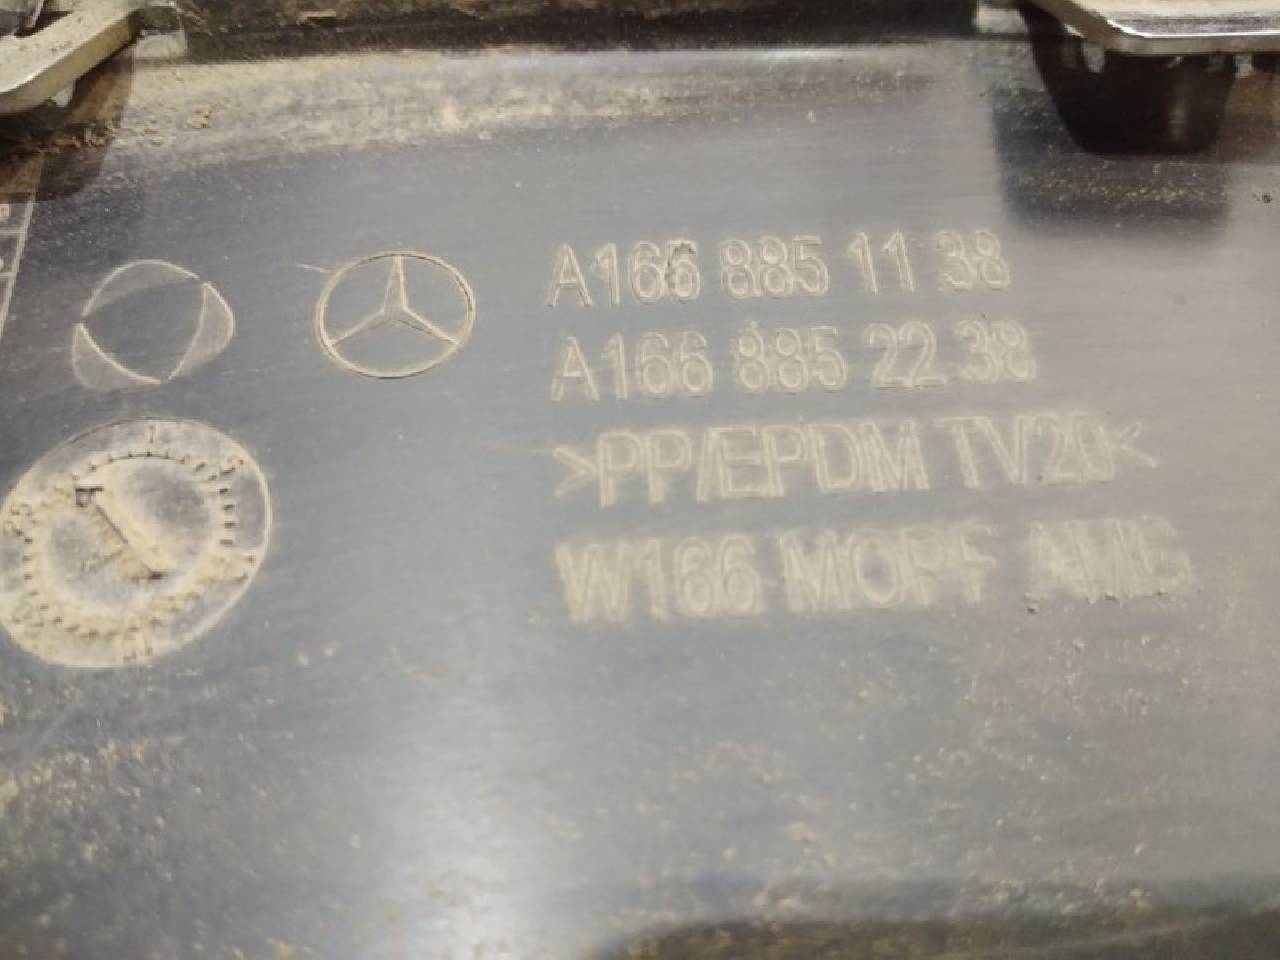 A166 885 11 38
A166 885 22 38
>PP/EPDM TV20<
W166 MOPF AMG